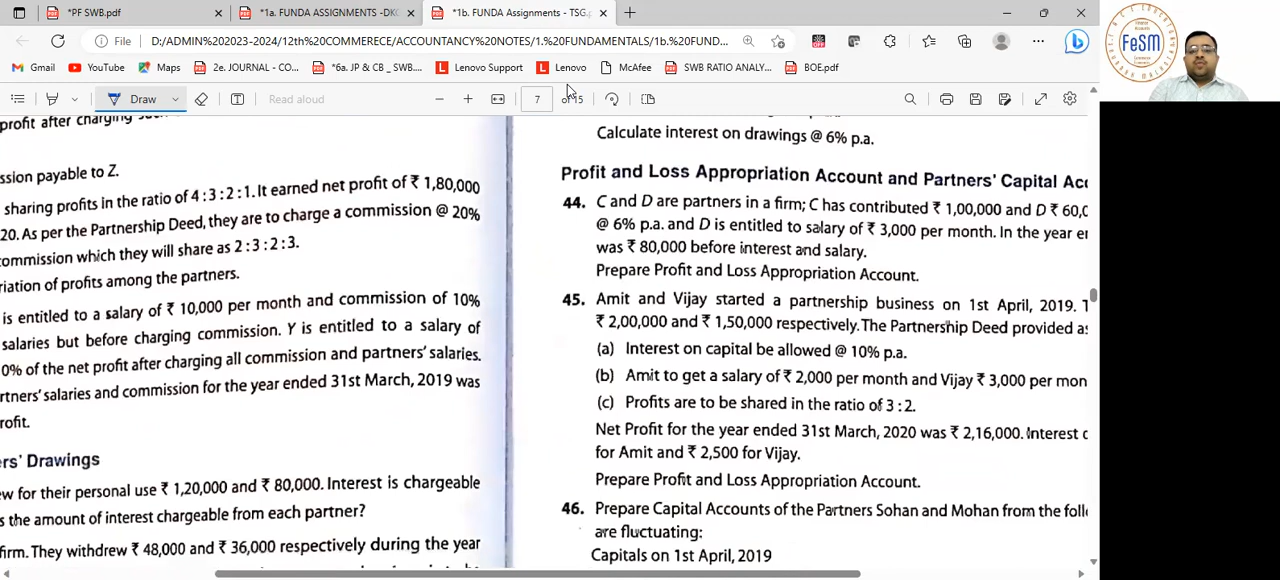 *PF SWB.pdf
*1a. FUNDA ASSIGNMENTS -DK
*1b. FUNDA Assignments - TSG.p
File
D:/ADMIN%202023-2024/12th%20COMMERECE/ACCOUNTANCY%20NOTES/1.%20FUNDAMENTALS/1b.%20FUND...
Gmail
YouTube
Maps
2e. JOURNAL - CO...
*6a. JP & CB _ SWB....
Lenovo Support
Lenovo
McAfee
SWB RATIO ANALY...
BOE.pdf
Draw
Read aloud
7
of 15
FeSM
profit after charging
ssion payable to Z.
sharing profits in the ratio of 4:3:2:1. It earned net profit of ₹ 1,80,000
20. As per the Partnership Deed, they are to charge a commission @ 20%
ommission which they will share as 2:3:2:3.
riation of profits among the partners.
is entitled to a salary of ₹ 10,000 per month and commission of 10%
salaries but before charging commission. Y is entitled to a salary of
0% of the net profit after charging all commission and partners' salaries.
rtners' salaries and commission for the year ended 31st March, 2019 was
rofit.
ers' Drawings
ew for their personal use ₹ 1,20,000 and ₹ 80,000. Interest is chargeable
s the amount of interest chargeable from each partner?
firm. They withdrew ₹ 48,000 and ₹ 36,000 respectively during the year
Calculate interest on drawings @ 6% p.a.
Profit and Loss Appropriation Account and Partners' Capital Acc
44. C and D are partners in a firm; C has contributed ₹ 1,00,000 and D ₹ 60,0
@ 6% p.a. and D is entitled to salary of ₹ 3,000 per month. In the year e
was ₹ 80,000 before interest and salary.
Prepare Profit and Loss Appropriation Account.
45. Amit and Vijay started a partnership business on 1st April, 2019. T
₹ 2,00,000 and ₹ 1,50,000 respectively. The Partnership Deed provided as
(a) Interest on capital be allowed @ 10% p.a.
(b) Amit to get a salary of ₹ 2,000 per month and Vijay ₹ 3,000 per mon
(c) Profits are to be shared in the ratio of 3:2.
Net Profit for the year ended 31st March, 2020 was ₹ 2,16,000. Interest o
for Amit and ₹ 2,500 for Vijay.
Prepare Profit and Loss Appropriation Account.
46. Prepare Capital Accounts of the Partners Sohan and Mohan from the foll
are fluctuating:
Capitals on 1st April, 2019